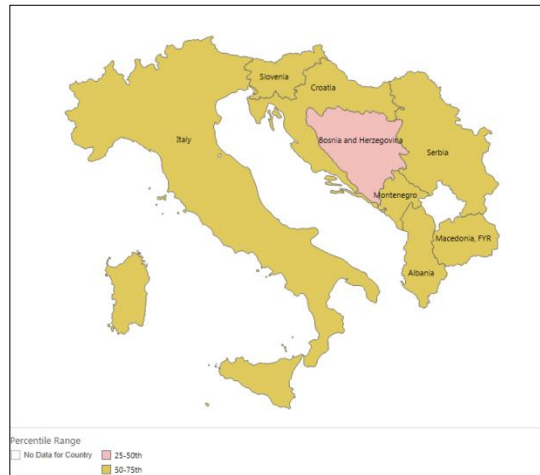 Slovenia
Croatia
Italy
Bosnia and Herzegovina
Serbia
Montenegro
Macedonia, FYR
Albania
Percentile Range
No Data for Country
25-50th
50-75th